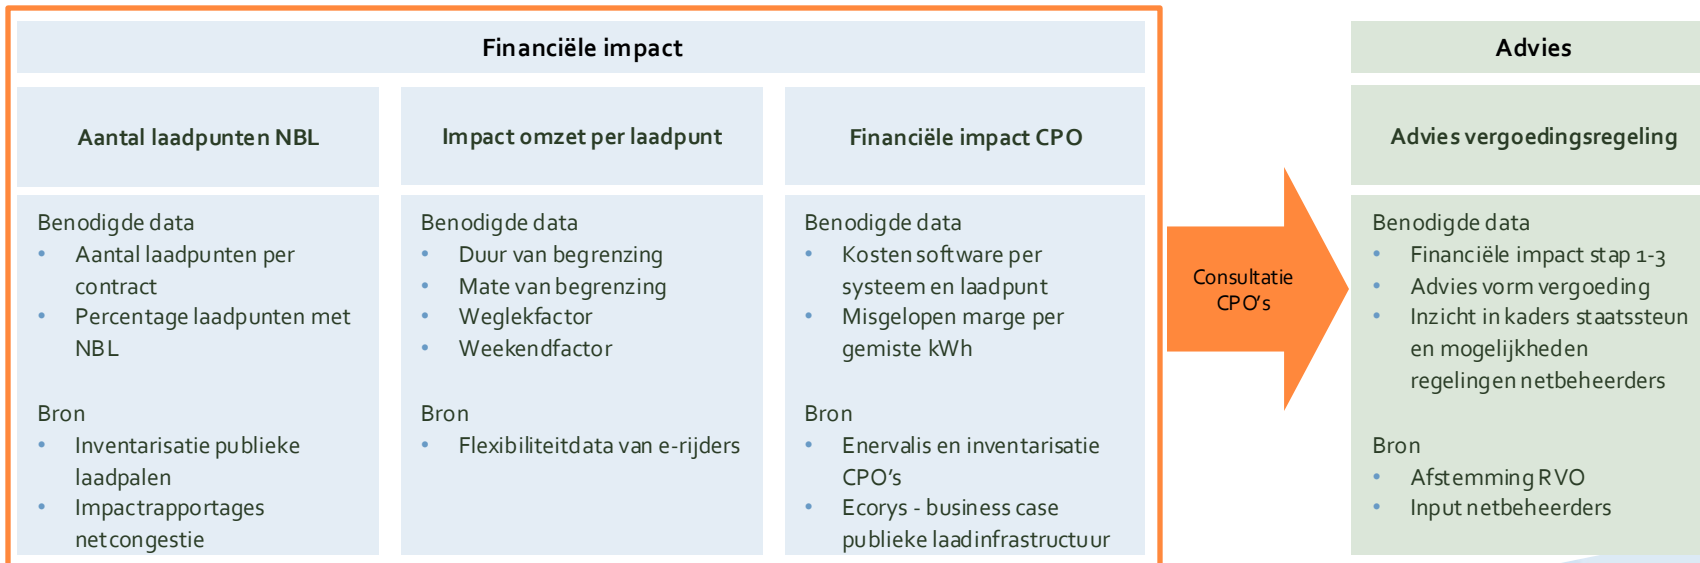 Financiële impact
Aantal laadpunten NBL
Benodigde data
• Aantal laadpunten per
contract
• Percentage laadpunten met
NBL
Bron
• Inventarisatie publieke
laadpalen
• Impactrapportages
netcongestie
Impact omzet per laadpunt
Benodigde data
• Duur van begrenzing
• Mate van begrenzing
• Weglekfactor
• Weekendfactor
Bron
• Flexibiliteitdata van e-rijders
Financiële impact CPO
Benodigde data
• Kosten software per
systeem en laadpunt
• Misgelopen marge per
gemiste kWh
Bron
• Enervalis en inventarisatie
CPO's
• Ecorys - business case
publieke laadinfrastructuur
Consultatie
CPO's
Advies
Advies vergoedingsregeling
Benodigde data
• Financiële impact stap 1-3
• Advies vorm vergoeding
• Inzicht in kaders staatssteun
en mogelijkheden
regelingen netbeheerders
Bron
• Afstemming RVO
• Input netbeheerders